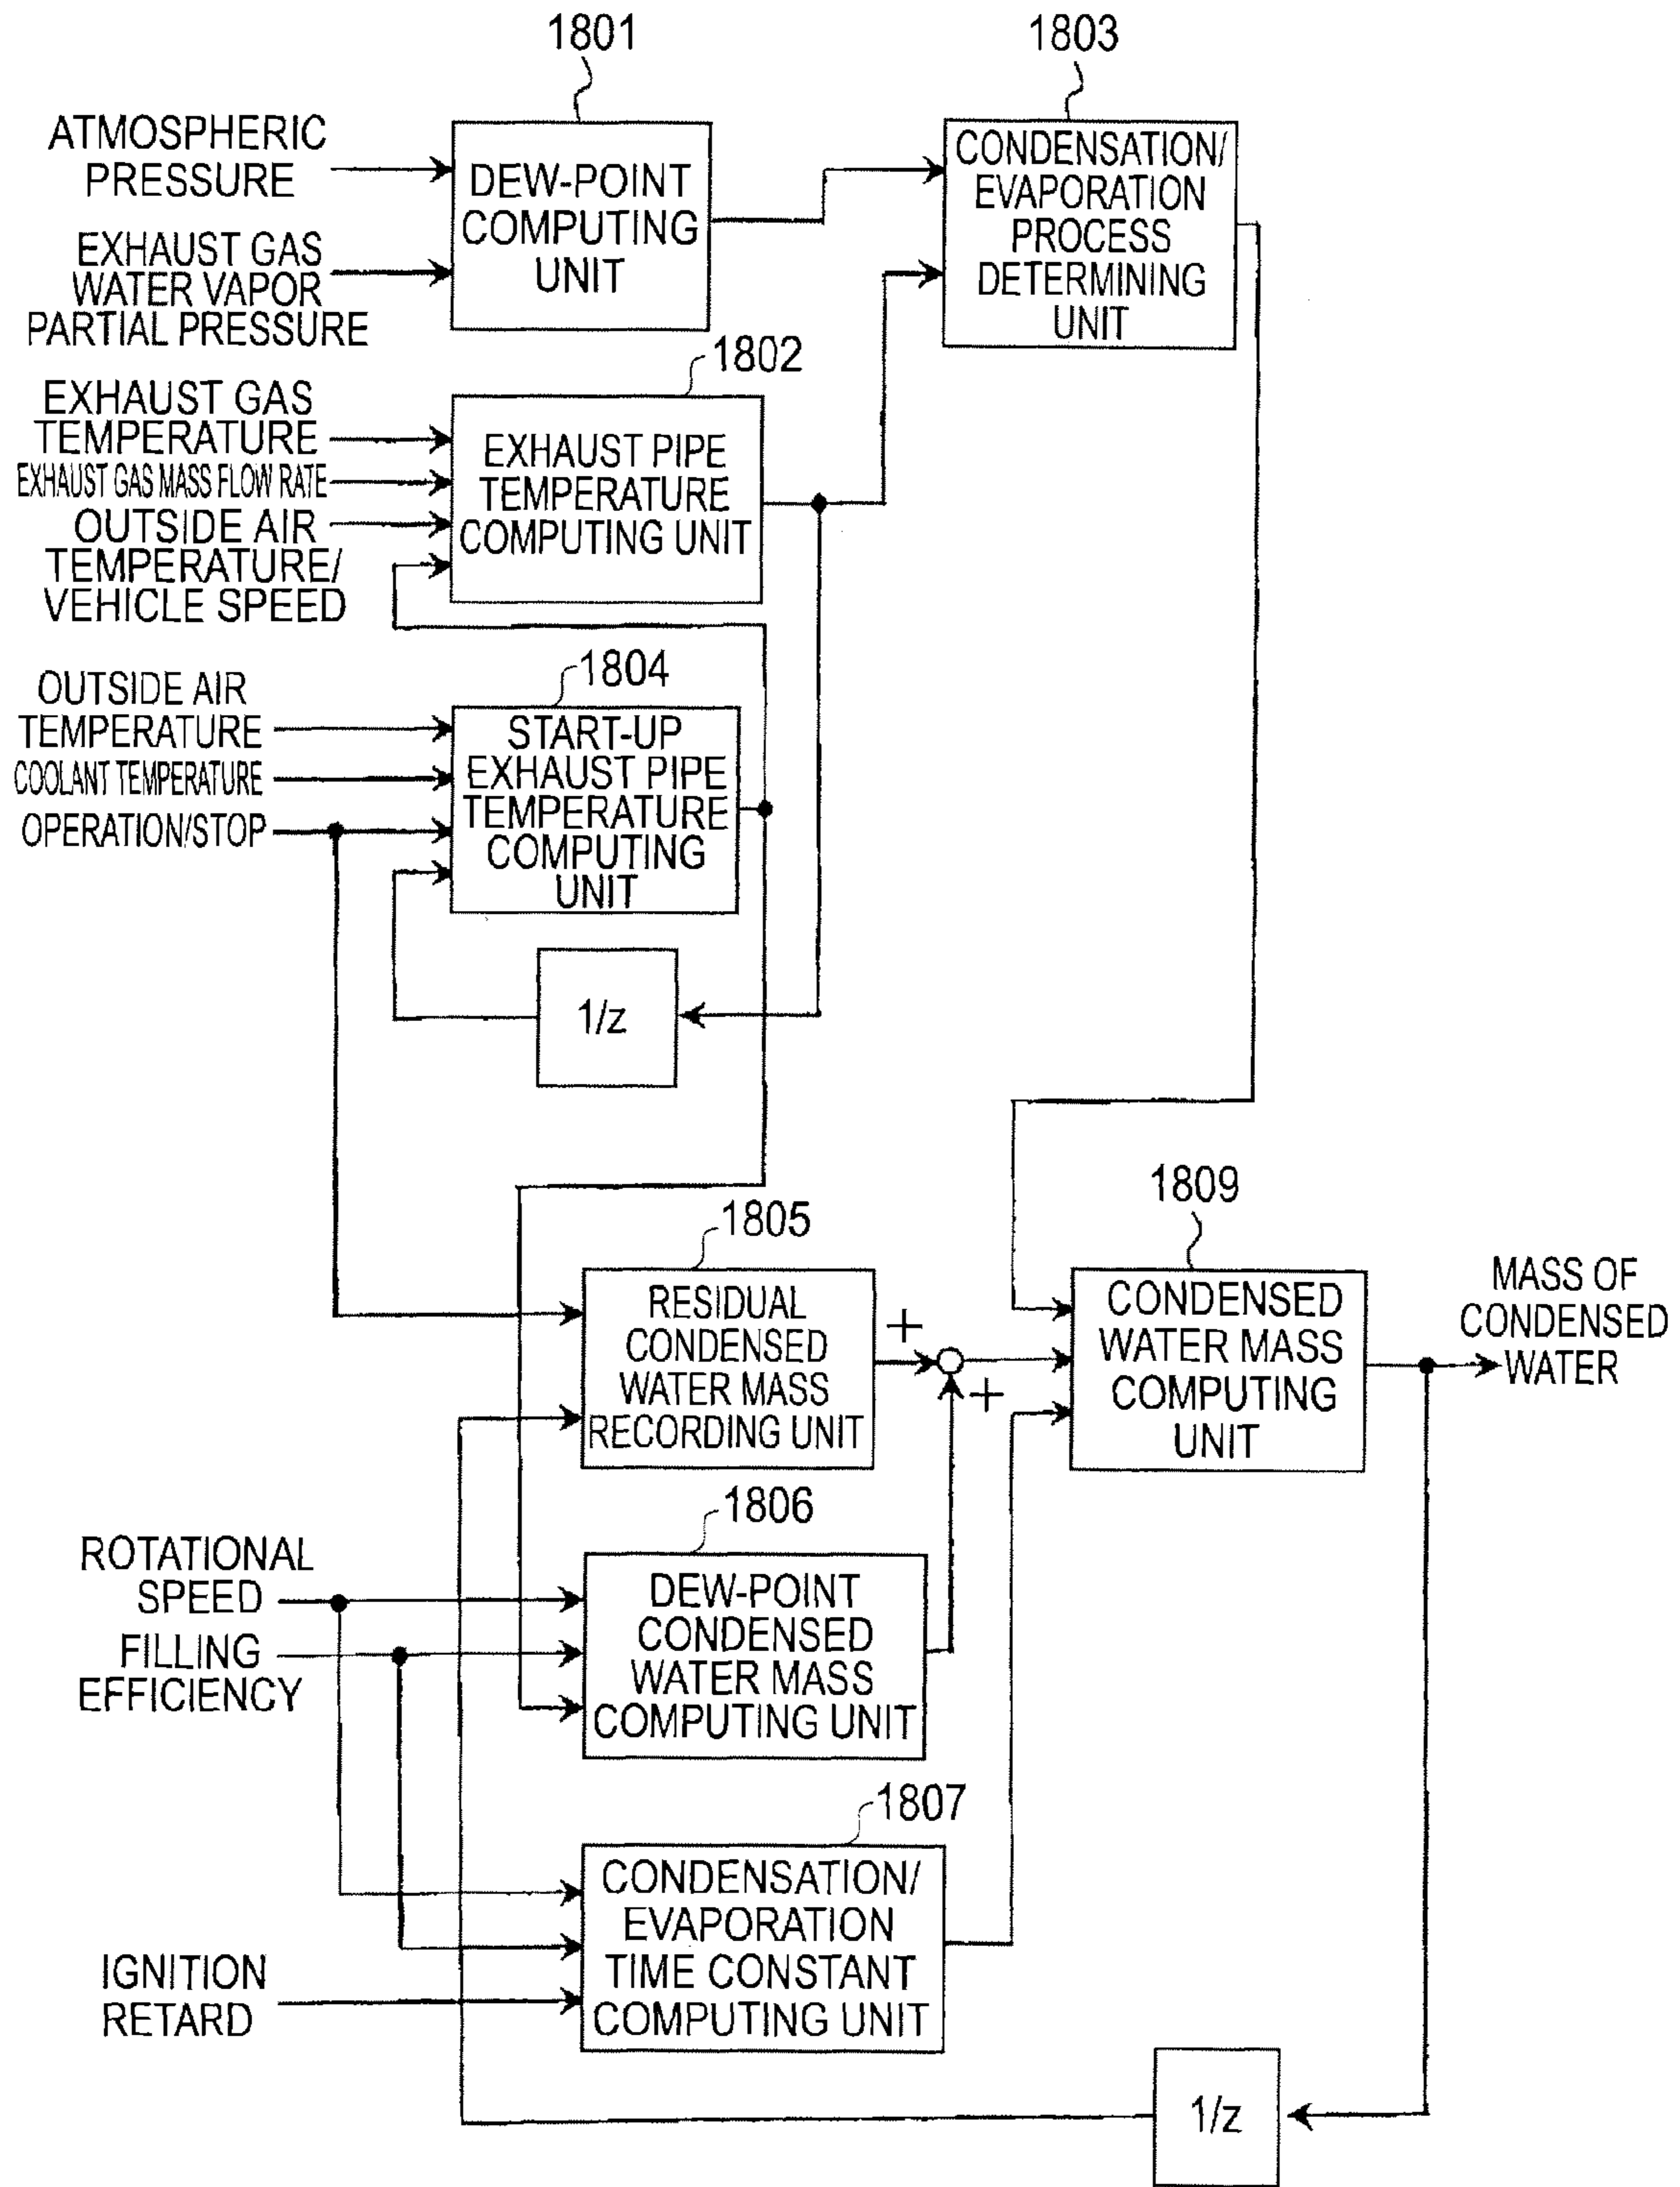 1801
1803
ATMOSPHERIC
PRESSURE
DEW-POINT
COMPUTING
UNIT
CONDENSATION/
EVAPORATION
PROCESS
DETERMINING
UNIT
EXHAUST GAS
WATER VAPOR
PARTIAL PRESSURE
1802
EXHAUST GAS
TEMPERATURE
EXHAUST GAS MASS FLOW RATE
OUTSIDE AIR
TEMPERATURE/
VEHICLE SPEED
EXHAUST PIPE
TEMPERATURE
COMPUTING UNIT
1804
OUTSIDE AIR
TEMPERATURE
COOLANT TEMPERATURE
OPERATION/STOP
START-UP
EXHAUST PIPE
TEMPERATURE
COMPUTING
UNIT
1/z
1805
1809
RESIDUAL
CONDENSED
WATER MASS
RECORDING UNIT
+
+
CONDENSED
WATER MASS
COMPUTING
UNIT
MASS OF
CONDENSED
WATER
1806
ROTATIONAL
SPEED
FILLING
EFFICIENCY
DEW-POINT
CONDENSED
WATER MASS
COMPUTING UNIT
1807
CONDENSATION/
EVAPORATION
TIME CONSTANT
COMPUTING UNIT
IGNITION
RETARD
1/z